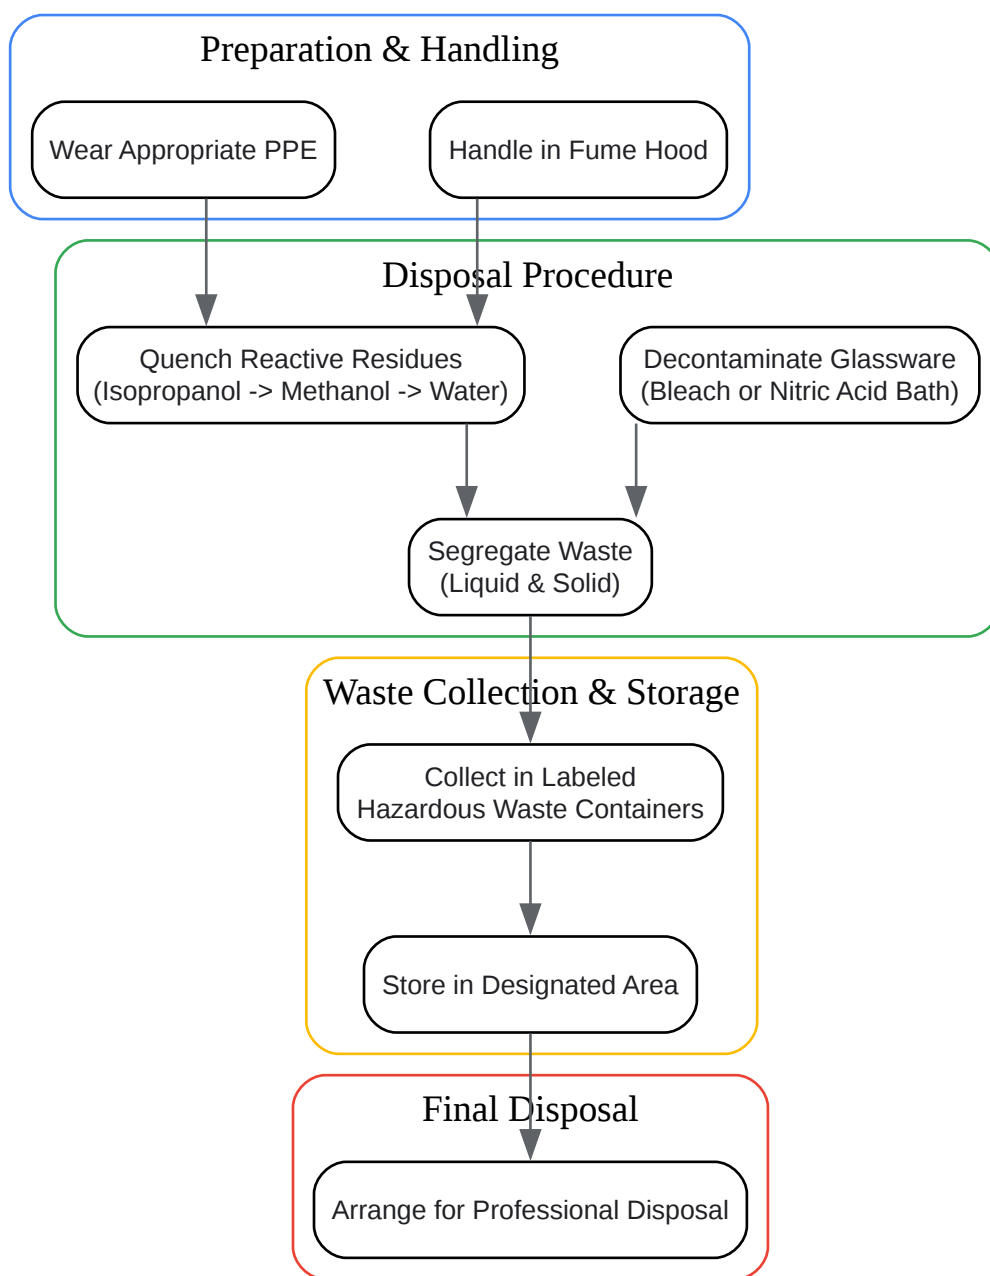 Preparation & Handling
Wear Appropriate PPE
Handle in Fume Hood
Disposal Procedure
Quench Reactive Residues
(Isopropanol -> Methanol -> Water)
Decontaminate Glassware
(Bleach or Nitric Acid Bath)
Segregate Waste
(Liquid & Solid)
Waste Collection & Storage
Collect in Labeled
Hazardous Waste Containers
Store in Designated Area
Final Disposal
Arrange for Professional Disposal